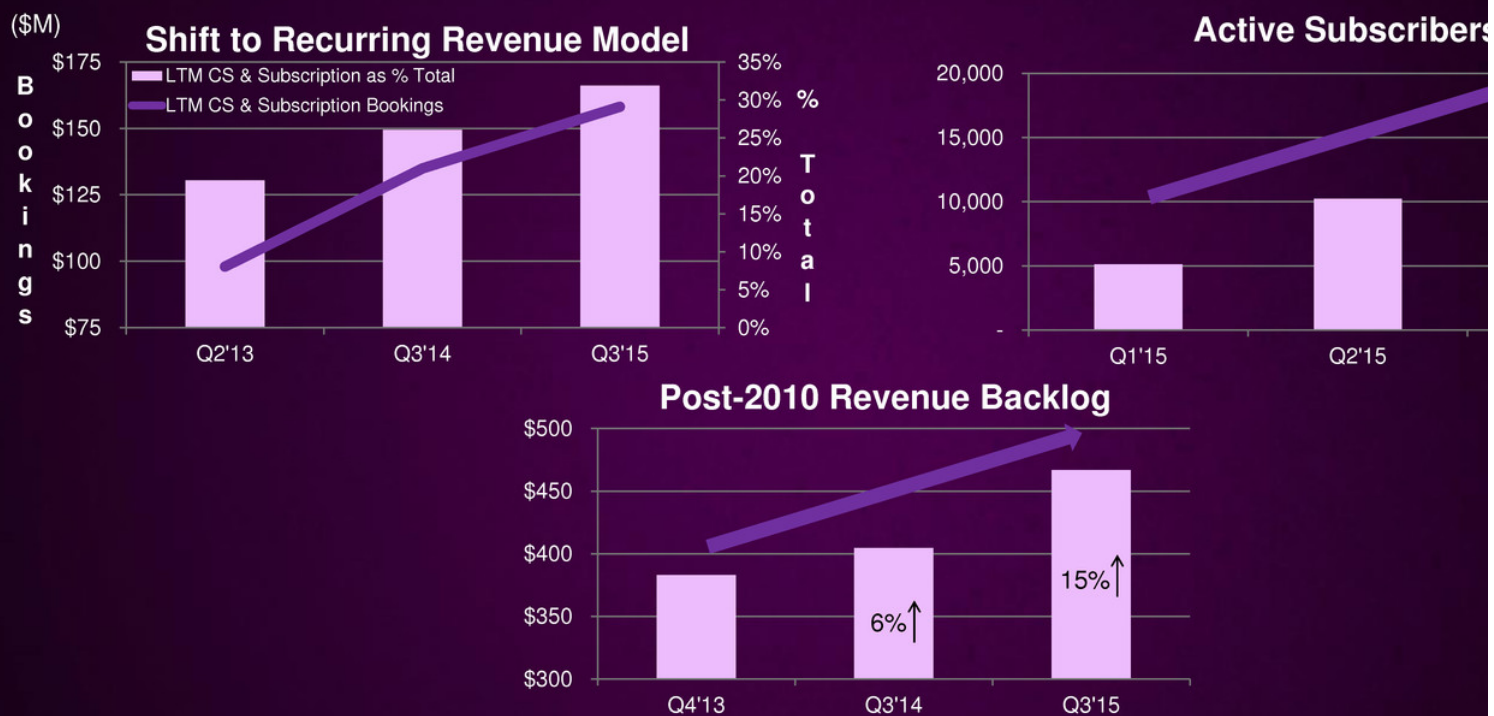 ($M)
Shift to Recurring Revenue Model
Bookings
$175
$150
$125
$100
$75
LTM CS & Subscription as % Total
LTM CS & Subscription Bookings
35%
30%
25%
20%
15%
10%
5%
0%
% Total
Q2'13 Q3'14 Q3'15
Active Subscribers
20,000
15,000
10,000
5,000
-
Q1'15 Q2'15
Post-2010 Revenue Backlog
$500
$450
$400
$350
$300
6%
15%
Q4'13 Q3'14 Q3'15